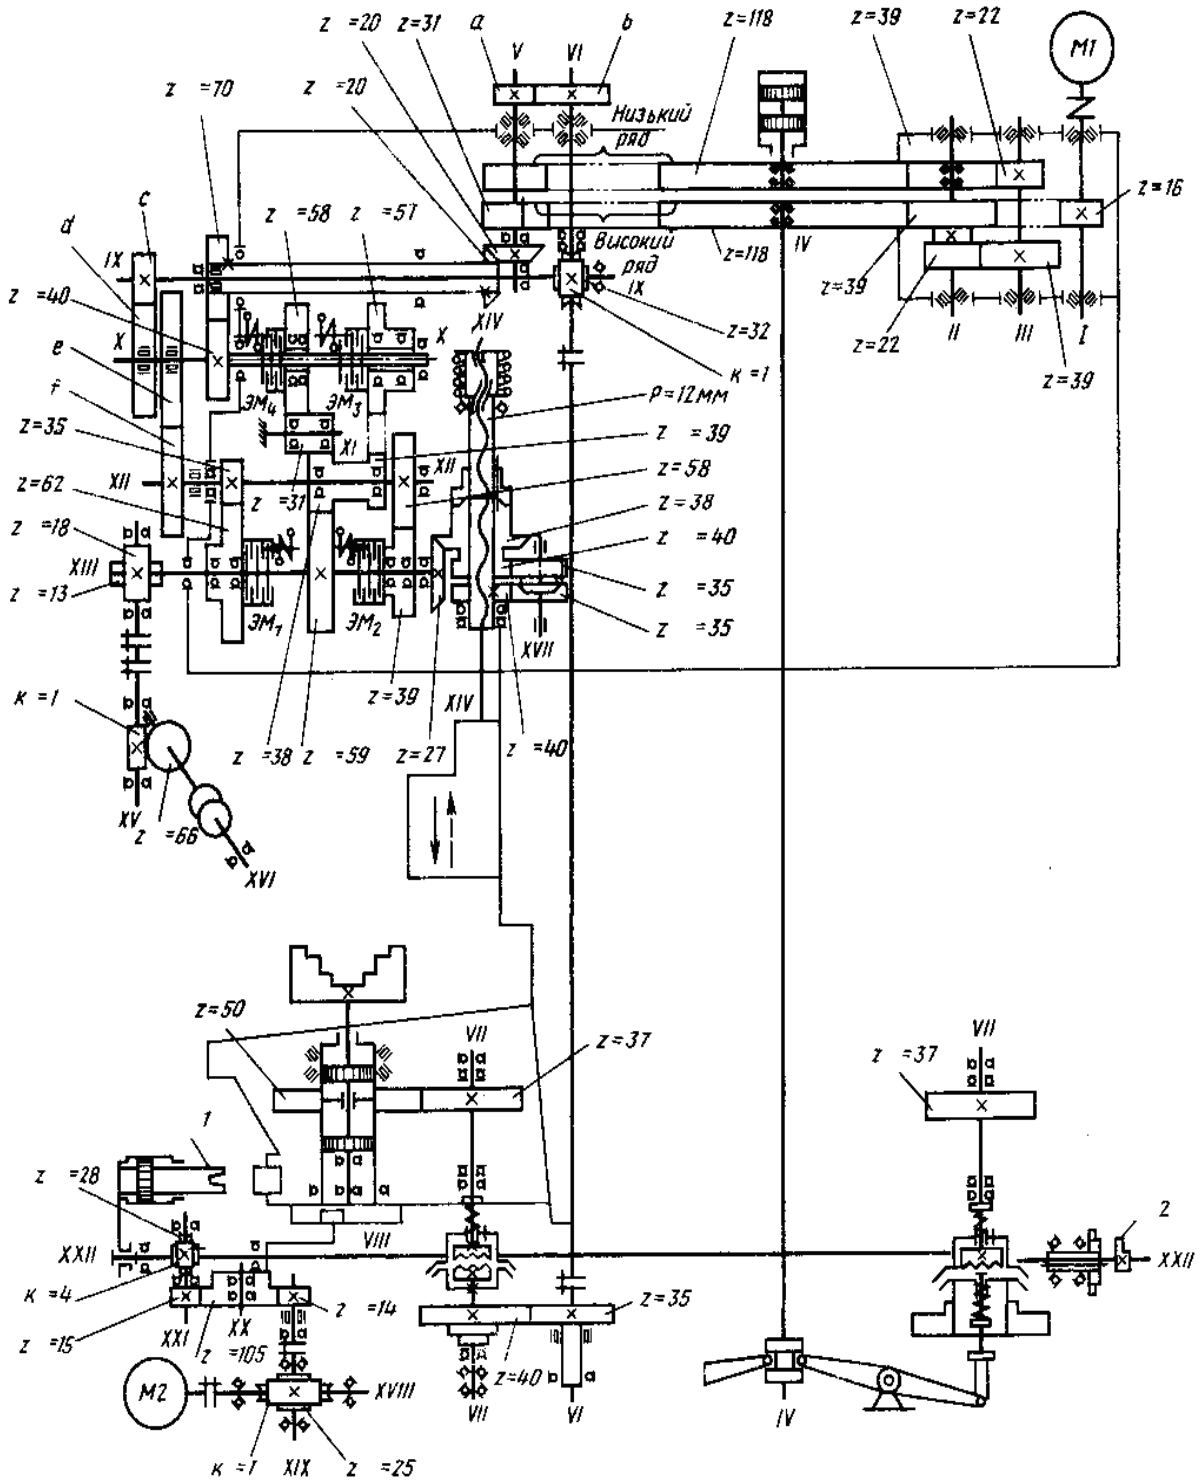 z =20 z=31 a b z=118 z=39 z=22
M1
V VI
z =70 z =20
Низький
ряд
c z =58 z =57
d
z=16
IX
Високий
ряд
IX
z=118
IV
z=39
z =40
X
XIV
X
z=32
II III I
z=22
e
к=1
z=39
ЭМ4 ЭМ3
P=12мм
f
z=35
XI
z =39
XII
XII
z =31
z=58
z=62
z=38
z =18
z =40
XIII
z =35
z =13
ЭМ1 ЭМ2
z =35
XVII
z=39
XIV
к =1
z =38 z =59 z=27 z =40
XV
z =66
XVI
z=50
VII
z=37
VII
z =37
1
z =28
2
VIII
XXII
XXII
к =4
z=35
z =14
XX
XXI
z =15
z =105
z=40
M2
XVIII
VII VI IV
к =1 XIX z =25